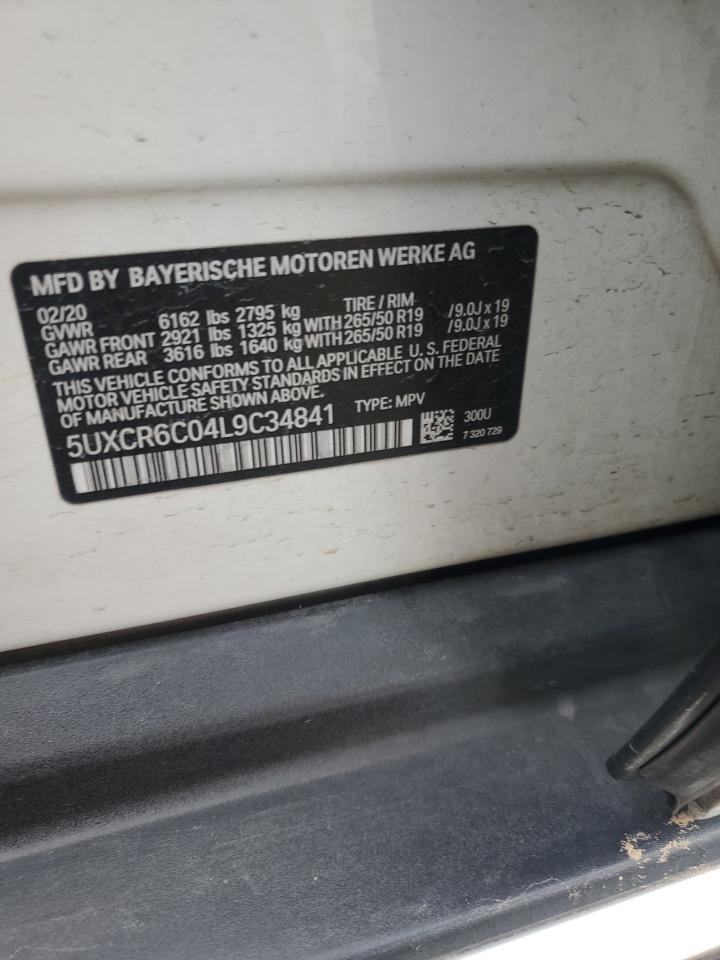 MFD BY BAYERISCHE MOTOREN WERKE AG
02/20 TIRE / RIM
GVWR 6162 lbs 2795 kg
GAWR FRONT 2921 lbs 1325 kg WITH 265/50 R19 /9.0J x 19
GAWR REAR 3616 lbs 1640 kg WITH 265/50 R19 /9.0J x 19
THIS VEHICLE CONFORMS TO ALL APPLICABLE U. S. FEDERAL
MOTOR VEHICLE SAFETY STANDARDS IN EFFECT ON THE DATE
OF MANUFACTURE SHOWN ABOVE.
5UXCR6C04L9C34841 TYPE: MPV
300U
7 320 729